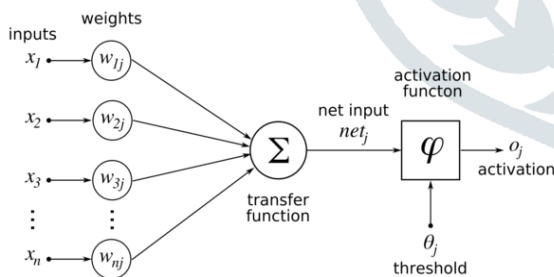 inputs
weights
x₁
w₁ⱼ
x₂
w₂ⱼ
x₃
w₃ⱼ
⋮
⋮
xₙ
wₙⱼ
Σ
transfer
function
net input
netⱼ
activation
functon
φ
oⱼ
activation
θⱼ
threshold